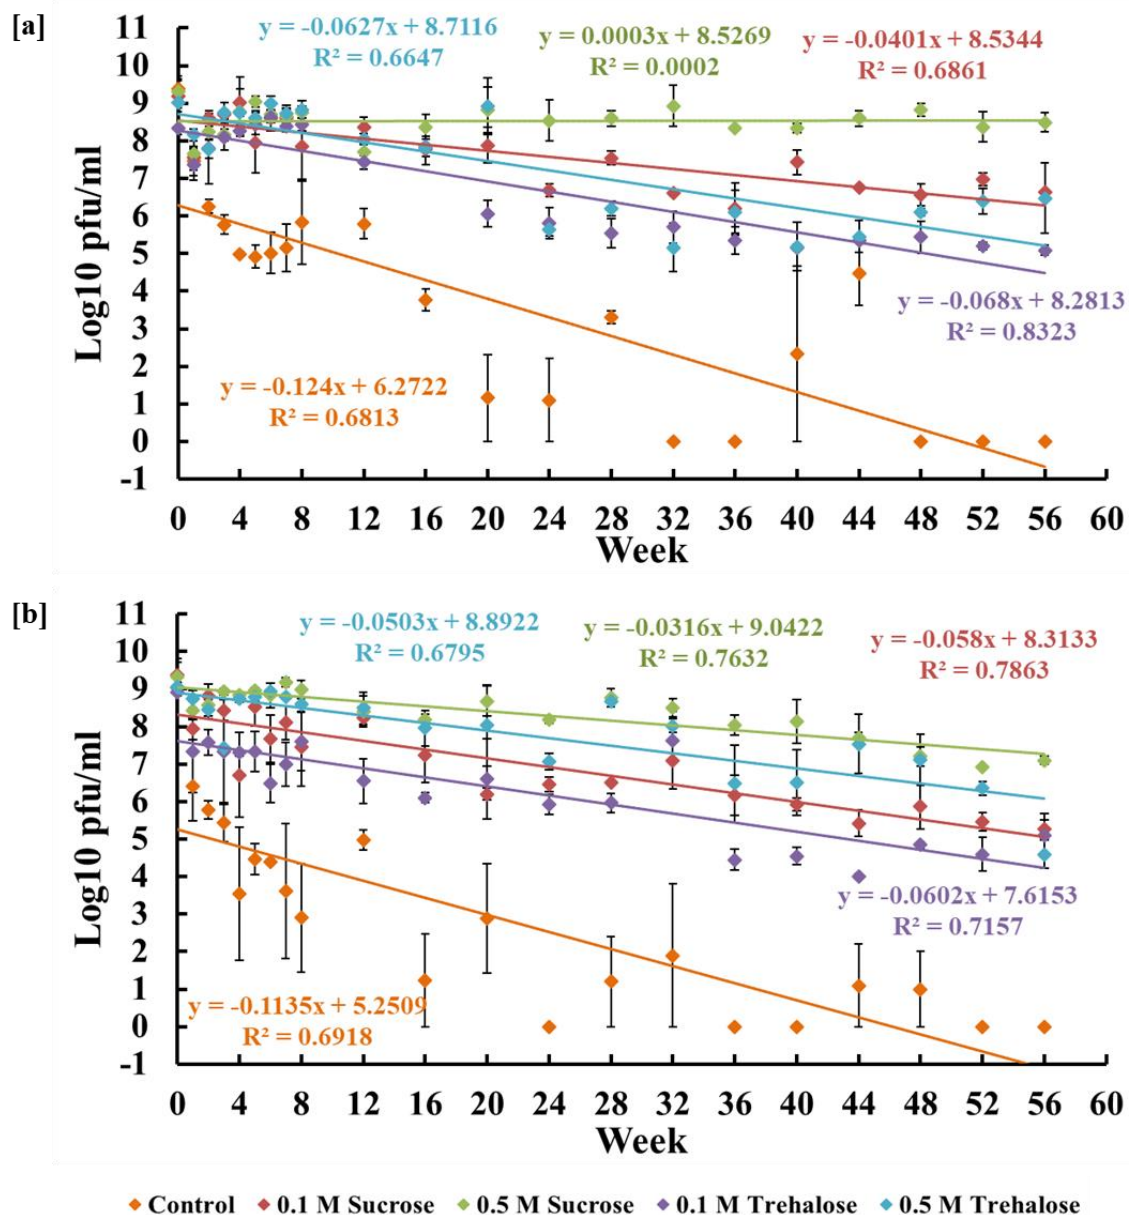 [a]
y = -0.0627x + 8.7116
R² = 0.6647
y = 0.0003x + 8.5269
R² = 0.0002
y = -0.0401x + 8.5344
R² = 0.6861
y = -0.068x + 8.2813
R² = 0.8323
y = -0.124x + 6.2722
R² = 0.6813
Log10 pfu/ml
11
10
9
8
7
6
5
4
3
2
1
0
-1
0 4 8 12 16 20 24 28 32 36 40 44 48 52 56 60
Week
[b]
y = -0.0503x + 8.8922
R² = 0.6795
y = -0.0316x + 9.0422
R² = 0.7632
y = -0.058x + 8.3133
R² = 0.7863
y = -0.0602x + 7.6153
R² = 0.7157
y = -0.1135x + 5.2509
R² = 0.6918
Log10 pfu/ml
11
10
9
8
7
6
5
4
3
2
1
0
-1
0 4 8 12 16 20 24 28 32 36 40 44 48 52 56 60
Week
Control 0.1 M Sucrose 0.5 M Sucrose 0.1 M Trehalose 0.5 M Trehalose